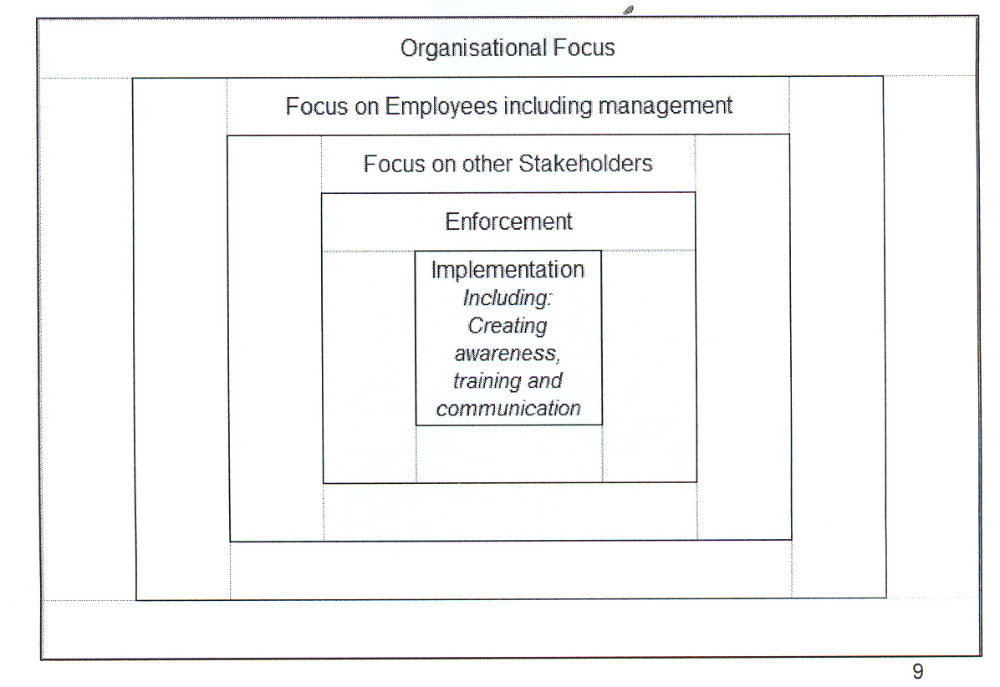 Organisational Focus
Focus on Employees including management
Focus on other Stakeholders
Enforcement
Implementation
Including:
Creating
awareness,
training and
communication
9